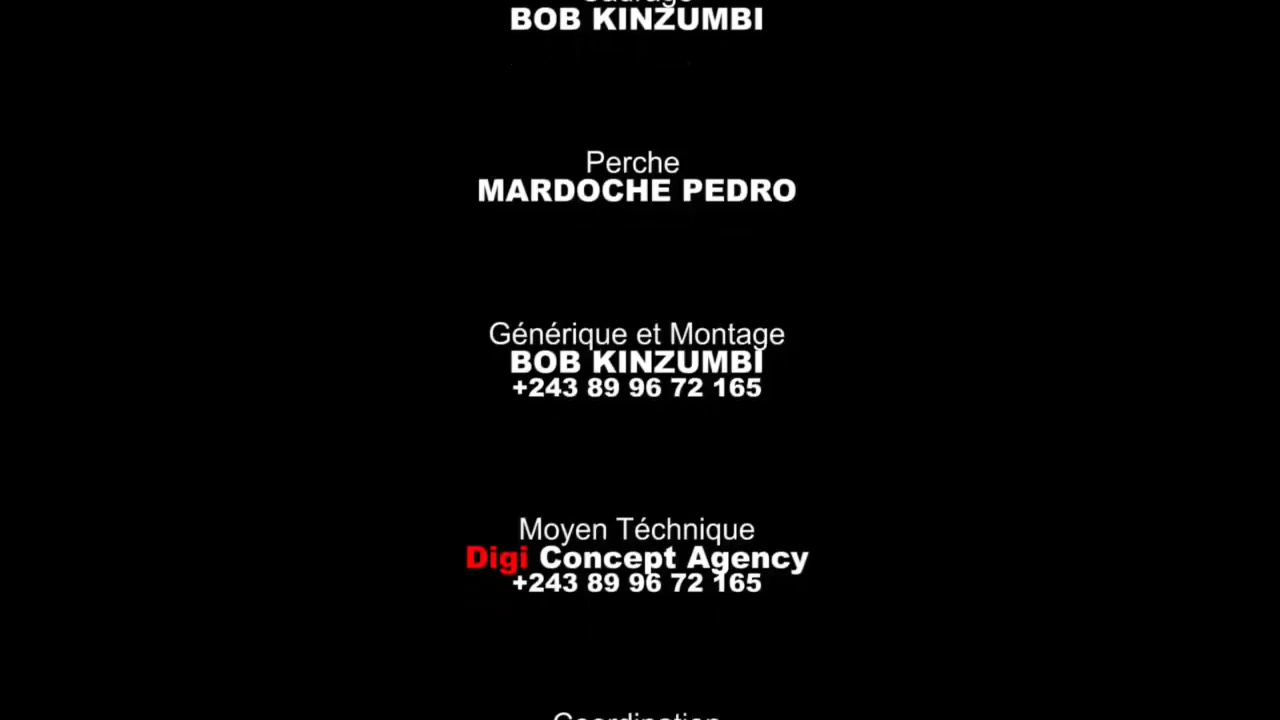 BOB KINZUMBI
Perche
MARDOCHE PEDRO
Générique et Montage
BOB KINZUMBI
+243 89 96 72 165
Moyen Téchnique
Digi Concept Agency
+243 89 96 72 165
Coordination